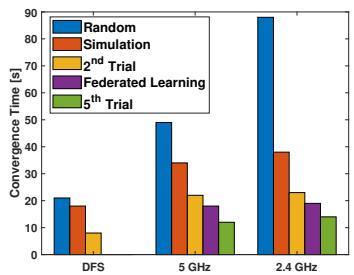 90
80
70
60
50
40
30
20
10
0
Convergence Time [s]
Random
Simulation
2nd Trial
Federated Learning
5th Trial
DFS 5 GHz 2.4 GHz